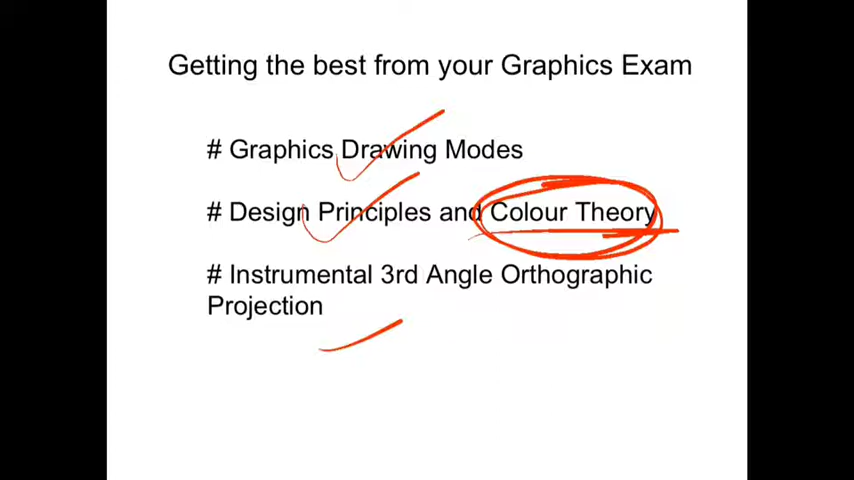 Getting the best from your Graphics Exam
# Graphics Drawing Modes
# Design Principles and Colour Theory
# Instrumental 3rd Angle Orthographic
Projection